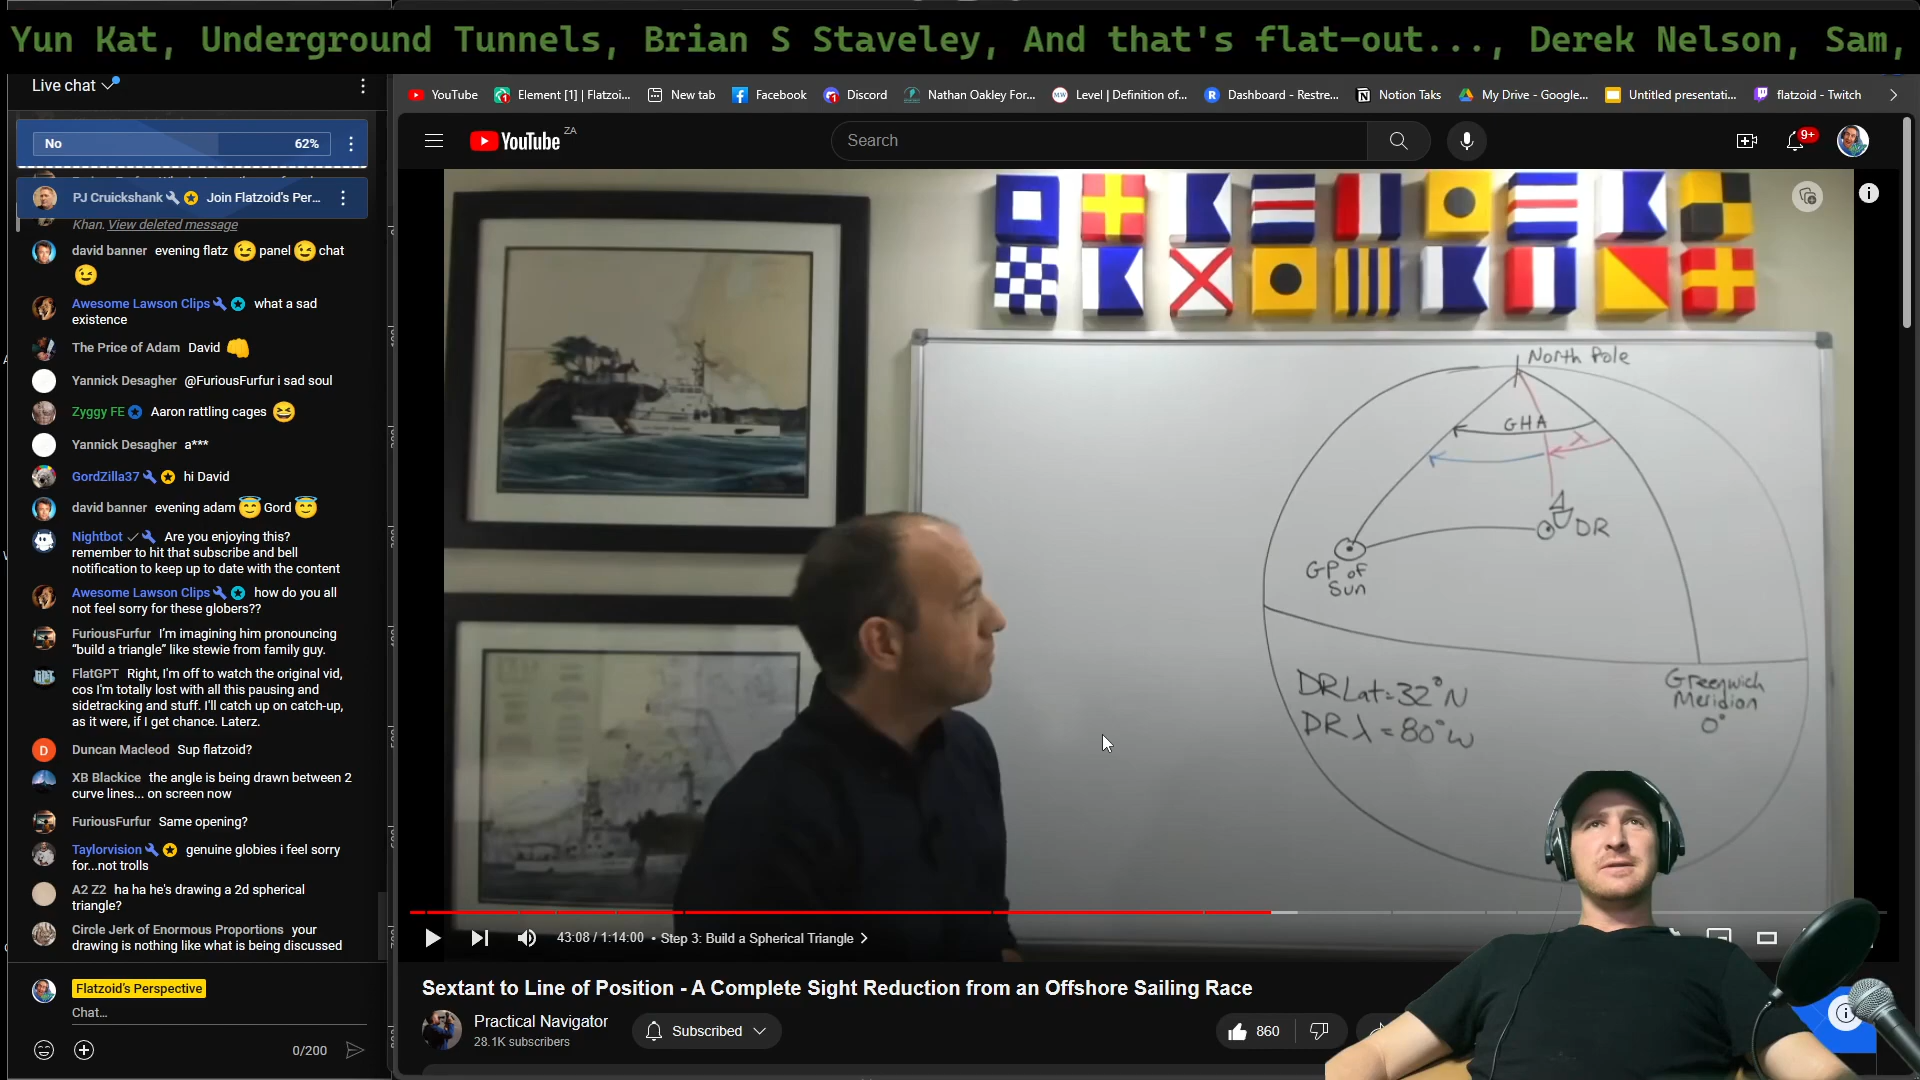 Yun Kat, Underground Tunnels, Brian S Staveley, And that's flat-out..., Derek Nelson, Sam,
Live chat
No 62%
PJ Cruickshank Join Flatzoid's Per...
Khan. View deleted message
david banner evening flatz panel chat
Awesome Lawson Clips what a sad
existence
The Price of Adam David
Yannick Desagher @FuriousFurfur i sad soul
Zyggy FE Aaron rattling cages
Yannick Desagher a***
GordZilla37 hi David
david banner evening adam Gord
Nightbot Are you enjoying this?
remember to hit that subscribe and bell
notification to keep up to date with the content
Awesome Lawson Clips how do you all
not feel sorry for these globers??
FuriousFurfur I'm imagining him pronouncing
“build a triangle” like stewie from family guy.
FlatGPT Right, I'm off to watch the original vid,
cos I'm totally lost with all this pausing and
sidetracking and stuff. I'll catch up on catch-up,
as it were, if I get chance. Laterz.
D Duncan Macleod Sup flatzoid?
XB Blackice the angle is being drawn between 2
curve lines... on screen now
FuriousFurfur Same opening?
Taylorvision genuine globies i feel sorry
for...not trolls
A2 Z2 ha ha he's drawing a 2d spherical
triangle?
Circle Jerk of Enormous Proportions your
drawing is nothing like what is being discussed
Flatzoid's Perspective
Chat...
0/200
YouTube Element [1] | Flatzoi... New tab Facebook Discord Nathan Oakley For... Level | Definition of... Dashboard - Restre... Notion Taks My Drive - Google... Untitled presentati... flatzoid - Twitch
YouTube ZA Search 9+
North Pole
GHA
λ
DR
GP of
Sun
DR Lat = 32° N
DR λ = 80° W
Greenwich
Meridion
0°
43:08 / 1:14:00 • Step 3: Build a Spherical Triangle
Sextant to Line of Position - A Complete Sight Reduction from an Offshore Sailing Race
Practical Navigator
28.1K subscribers
Subscribed
860